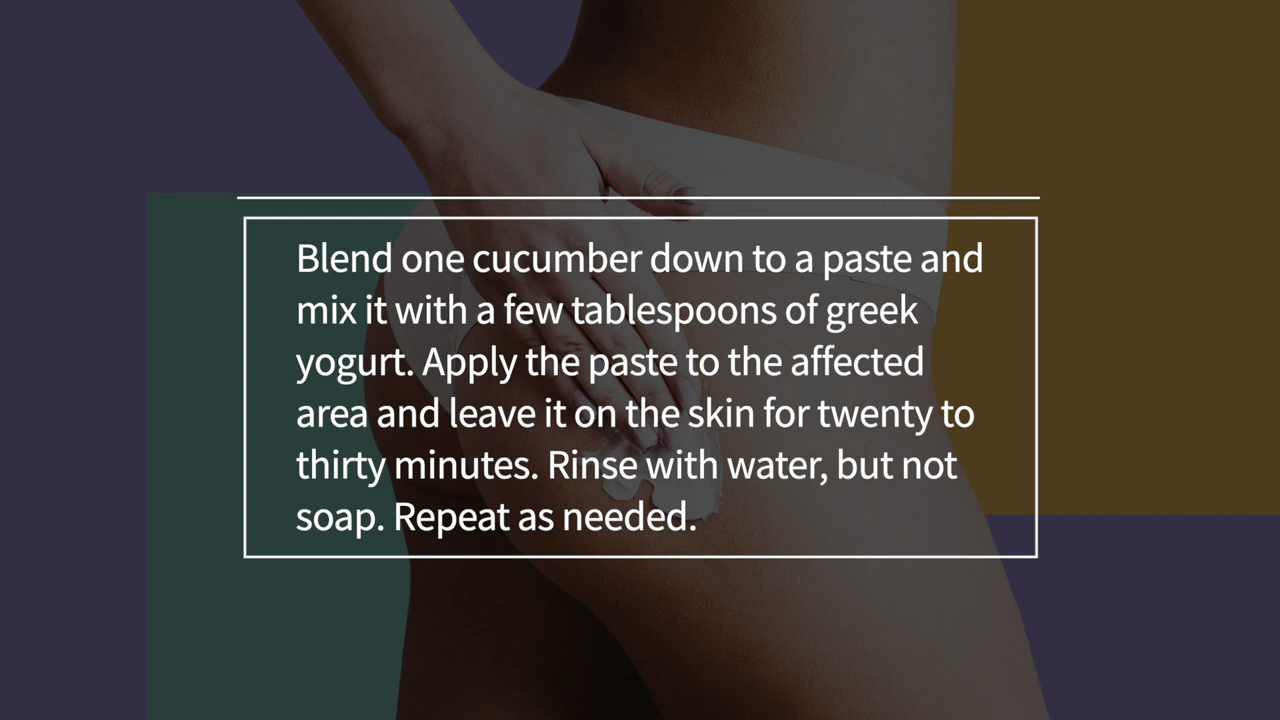 Blend one cucumber down to a paste and
mix it with a few tablespoons of greek
yogurt. Apply the paste to the affected
area and leave it on the skin for twenty to
thirty minutes. Rinse with water, but not
soap. Repeat as needed.